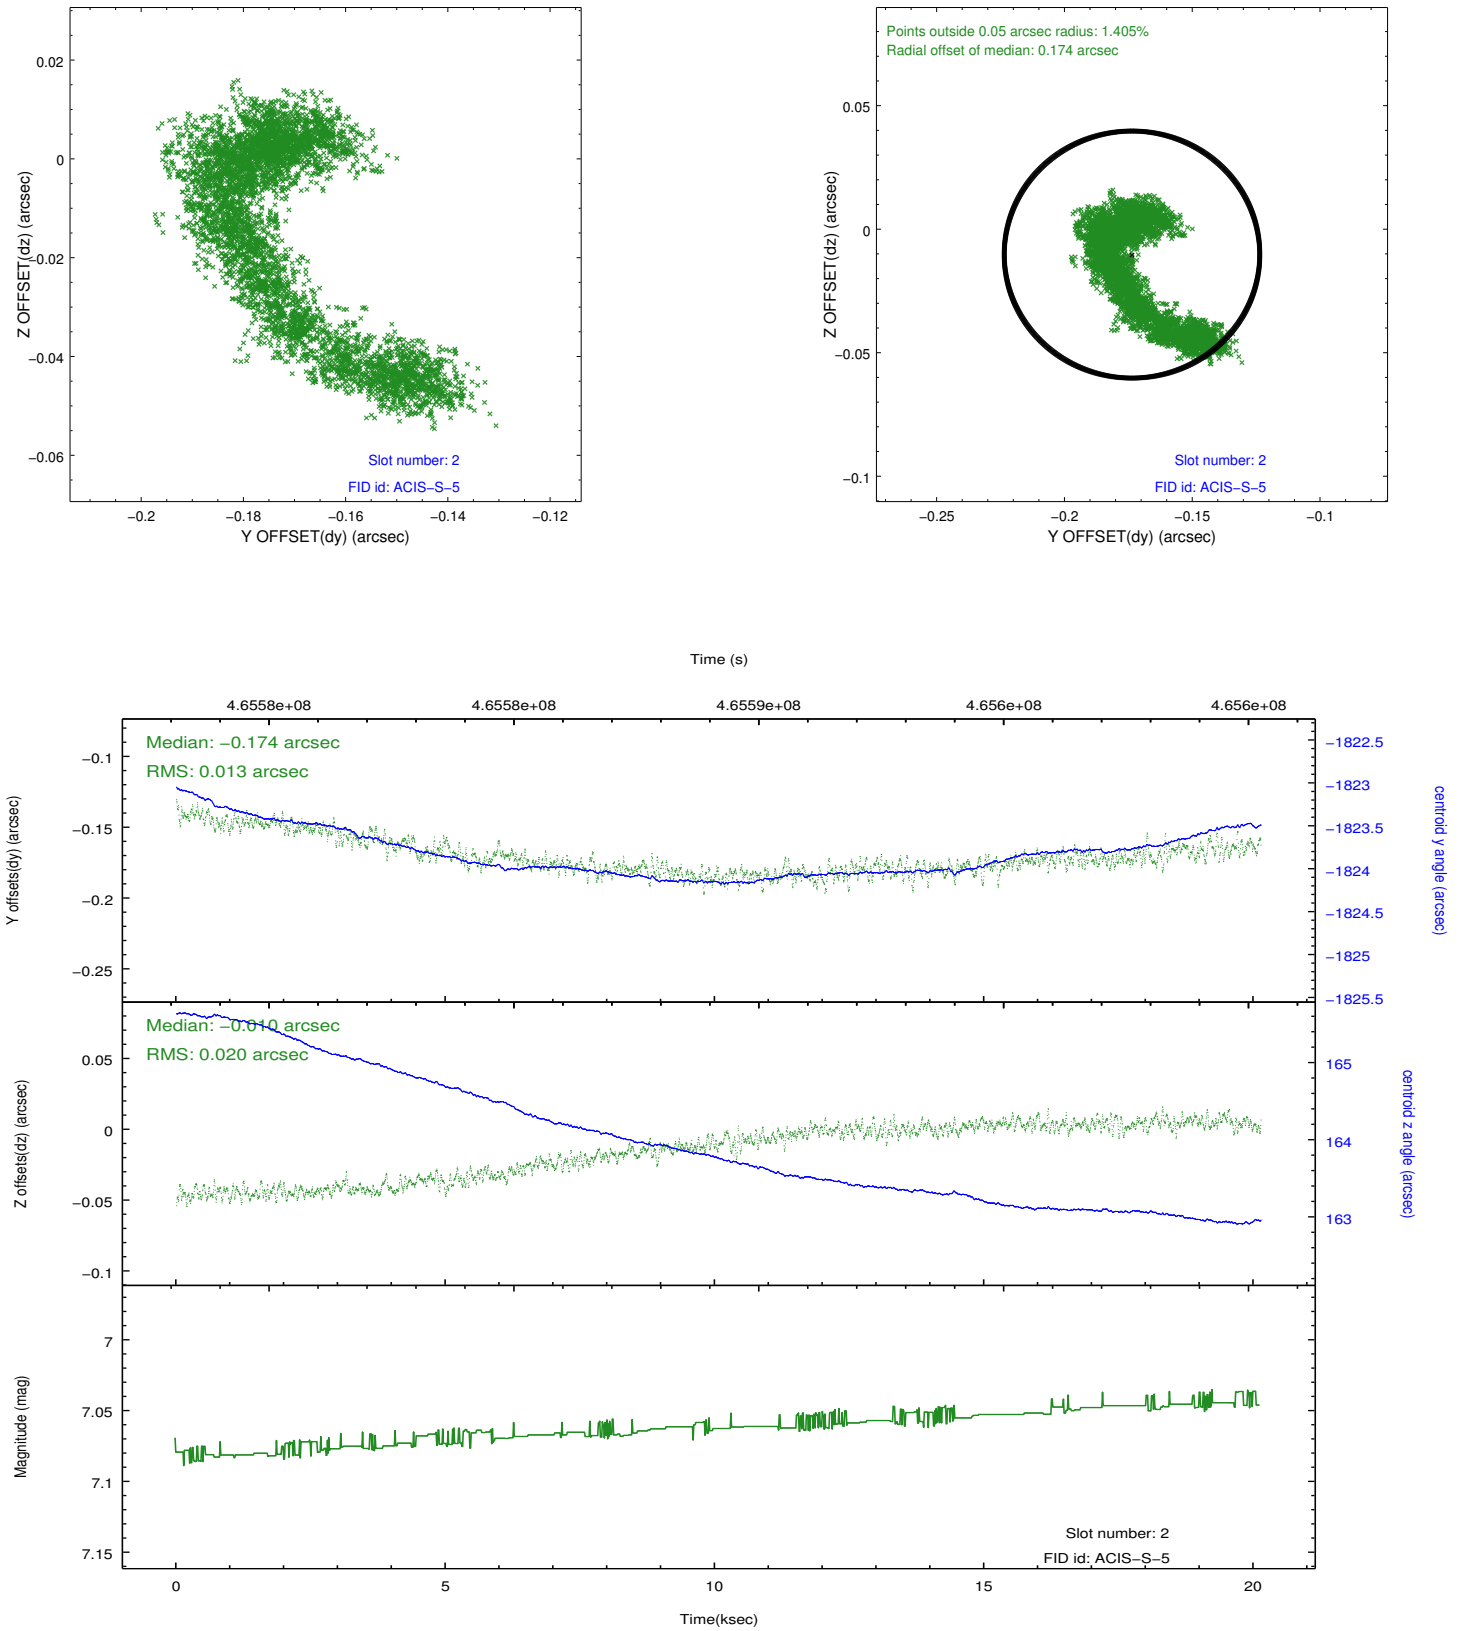 0.02
0
−0.02
−0.04
−0.06
Z OFFSET(dz) (arcsec)
Slot number: 2
FID id: ACIS−S−5
−0.2 −0.18 −0.16 −0.14 −0.12
Y OFFSET(dy) (arcsec)
Points outside 0.05 arcsec radius: 1.405%
Radial offset of median: 0.174 arcsec
0.05
0
−0.05
−0.1
Z OFFSET(dz) (arcsec)
Slot number: 2
FID id: ACIS−S−5
−0.25 −0.2 −0.15 −0.1
Y OFFSET(dy) (arcsec)
Time (s)
4.6558e+08 4.6558e+08 4.6559e+08 4.656e+08 4.656e+08
Median: −0.174 arcsec
RMS: 0.013 arcsec
−0.1
−0.15
−0.2
−0.25
Y offsets(dy) (arcsec)
−1822.5
−1823
−1823.5
−1824
−1824.5
−1825
−1825.5
centroid y angle (arcsec)
Median: −0.010 arcsec
RMS: 0.020 arcsec
0.05
0
−0.05
−0.1
Z offsets(dz) (arcsec)
165
164
163
centroid z angle (arcsec)
7
7.05
7.1
7.15
Magnitude (mag)
Slot number: 2
FID id: ACIS−S−5
0 5 10 15 20
Time(ksec)